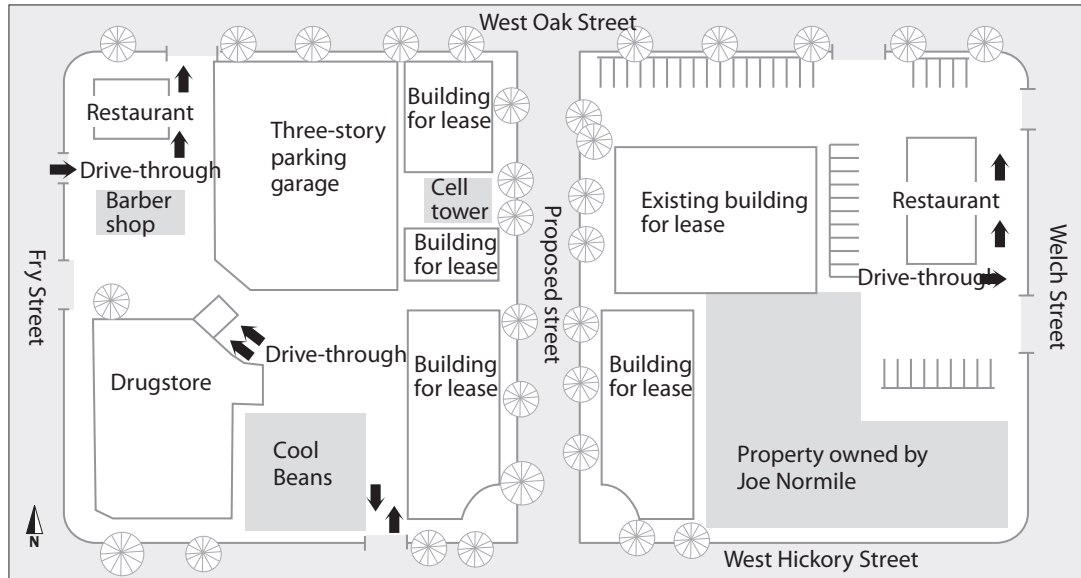 West Oak Street
Restaurant
Drive-through
Barber
shop
Three-story
parking
garage
Building
for lease
Cell
tower
Building
for lease
Fry Street
Drugstore
Drive-through
Cool
Beans
Building
for lease
Proposed street
Existing building
for lease
Restaurant
Drive-through
Welch Street
Building
for lease
Property owned by
Joe Normile
N
West Hickory Street